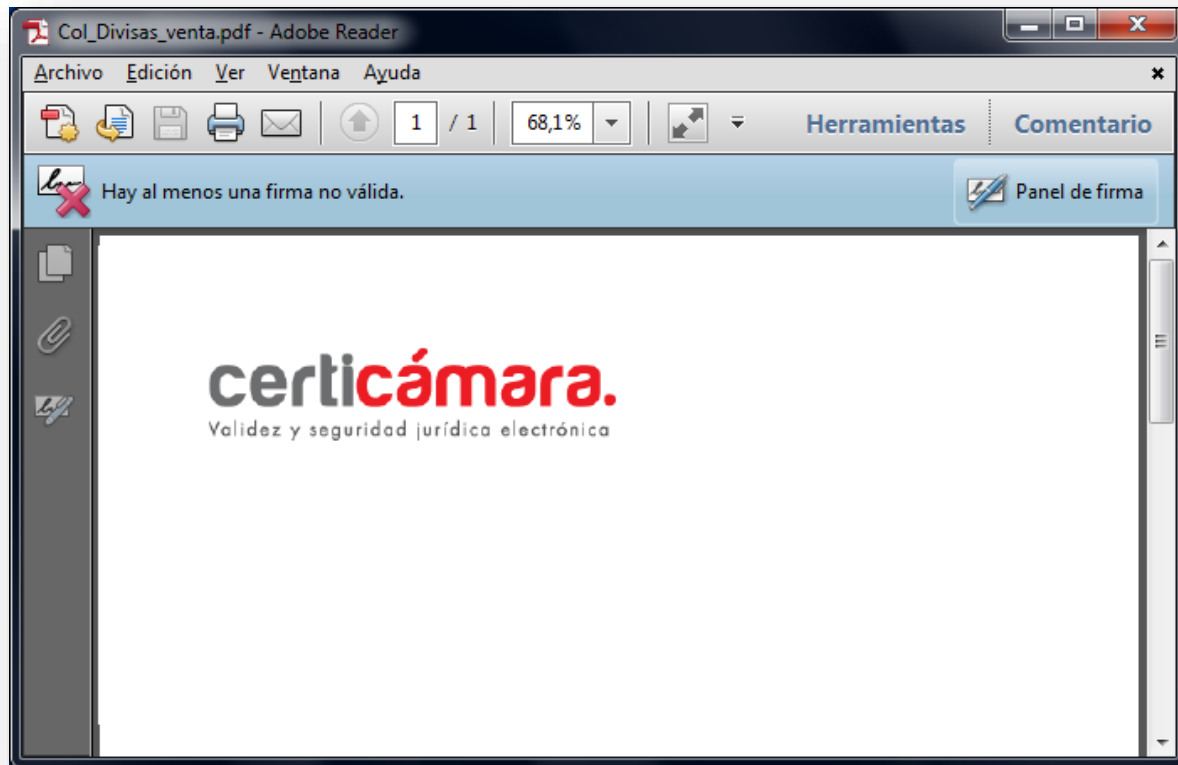 Col_Divisas_venta.pdf - Adobe Reader
Archivo Edición Ver Ventana Ayuda
1 / 1 68,1% Herramientas Comentario
Hay al menos una firma no válida. Panel de firma
certicámara.
Validez y seguridad jurídica electrónica